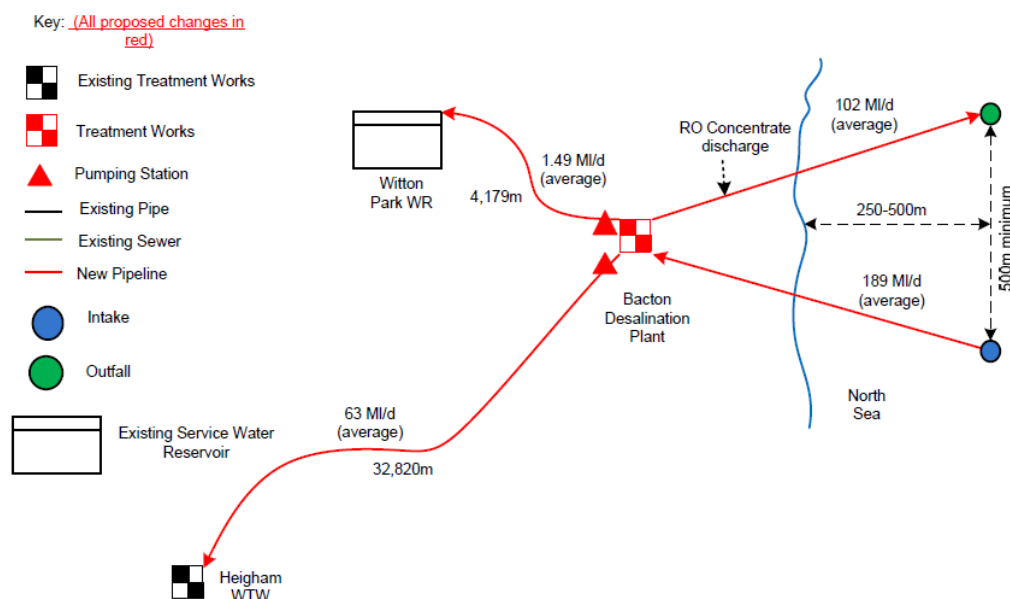 Key: (All proposed changes in
red)
Existing Treatment Works
Treatment Works
Pumping Station
Existing Pipe
Existing Sewer
New Pipeline
Intake
Outfall
Existing Service Water
Reservoir
Witton
Park WR
1.49 Ml/d
(average)
4,179m
RO Concentrate
discharge
102 Ml/d
(average)
250-500m
500m minimum
189 Ml/d
(average)
Bacton
Desalination
Plant
North
Sea
63 Ml/d
(average)
32,820m
Heigham
WTW